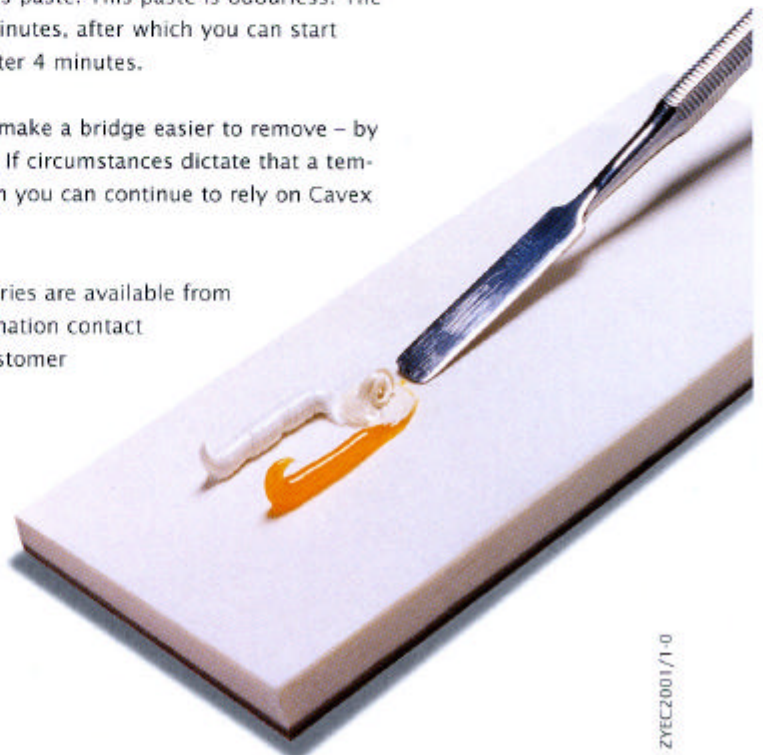 s paste. This paste is odourless. The
inutes, after which you can start
ter 4 minutes.
make a bridge easier to remove – by
If circumstances dictate that a tem-
n you can continue to rely on Cavex
ries are available from
nation contact
stomer
ZYEC2001/1-0